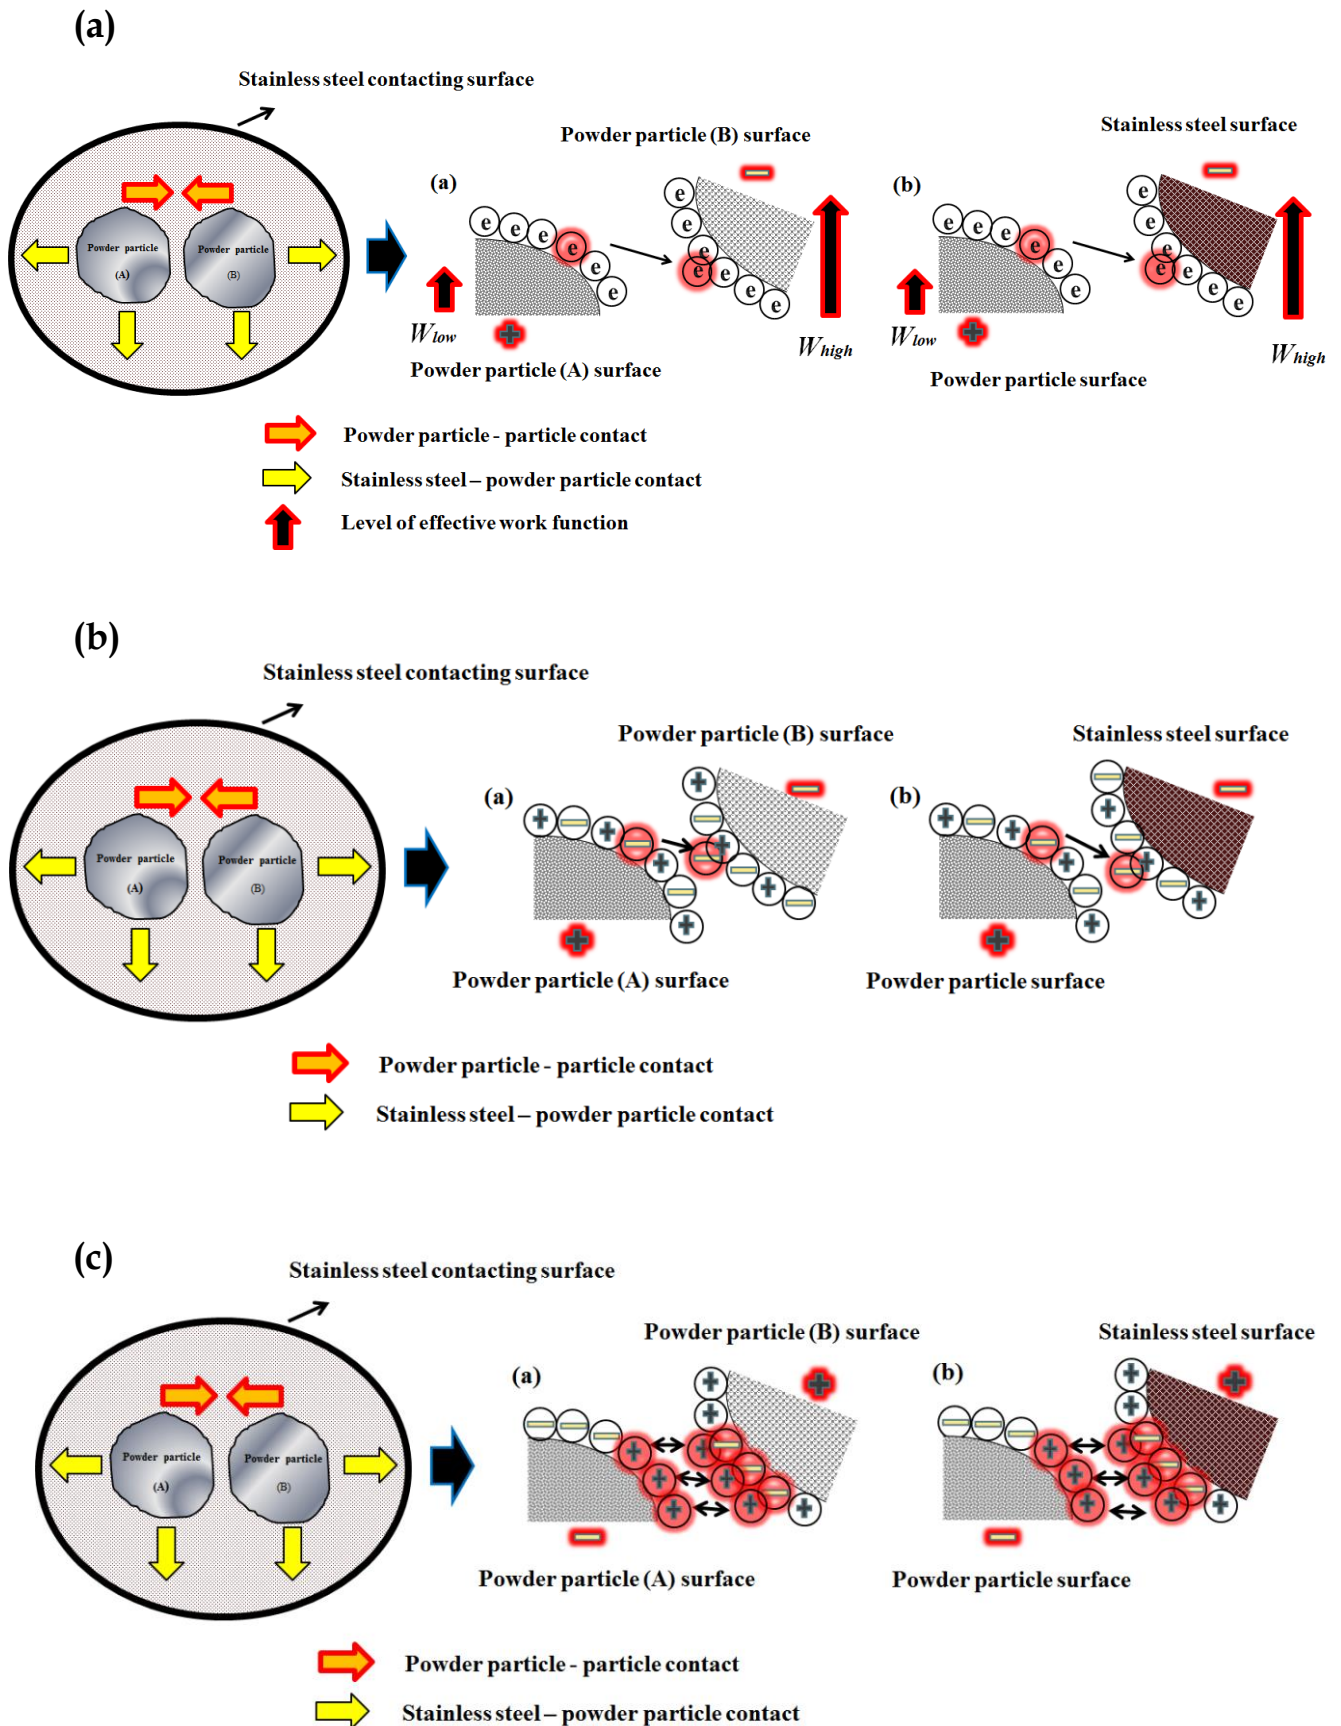 (a)
Stainless steel contacting surface
Powder particle (B) surface
Stainless steel surface
(a)
(b)
Powder particle
(A)
Powder particle
(B)
e e e e e e
e e e e e e e
e e e e e e
e e e e e e e
W low
W high
W low
W high
Powder particle (A) surface
Powder particle surface
Powder particle - particle contact
Stainless steel – powder particle contact
Level of effective work function
(b)
Stainless steel contacting surface
Powder particle (B) surface
Stainless steel surface
(a)
(b)
Powder particle
(A)
Powder particle
(B)
Powder particle (A) surface
Powder particle surface
Powder particle - particle contact
Stainless steel – powder particle contact
(c)
Stainless steel contacting surface
Powder particle (B) surface
Stainless steel surface
(a)
(b)
Powder particle
(A)
Powder particle
(B)
Powder particle (A) surface
Powder particle surface
Powder particle - particle contact
Stainless steel – powder particle contact